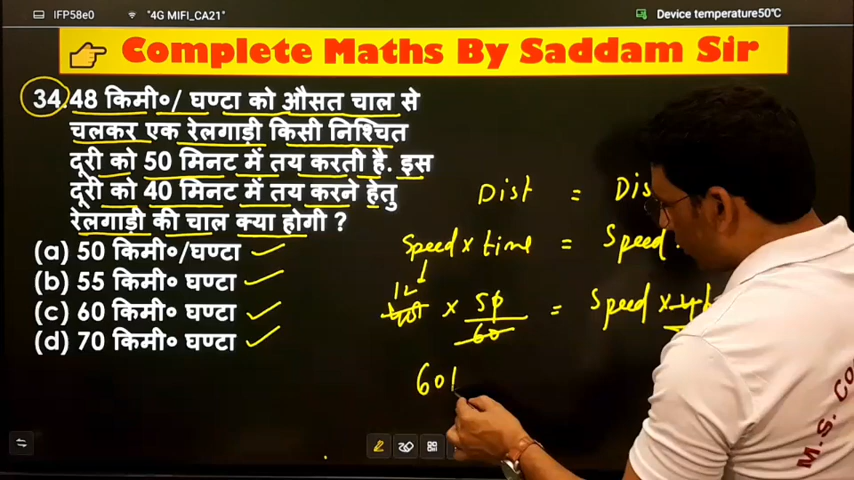 IFP58e0
"4G MIFI_CA21"
Device temperature50℃
Complete Maths By Saddam Sir
34. 48 किमी०/ घण्टा को औसत चाल से
चलकर एक रेलगाड़ी किसी निश्चित
दूरी को 50 मिनट में तय करती है. इस
दूरी को 40 मिनट में तय करने हेतु
रेलगाड़ी की चाल क्या होगी ?
(a) 50 किमी०/घण्टा
(b) 55 किमी० घण्टा
(c) 60 किमी० घण्टा
(d) 70 किमी० घण्टा
Dist = Dis
Speed × time = Speed
12
× 50 = Speed ×
60
60
M.S. Co